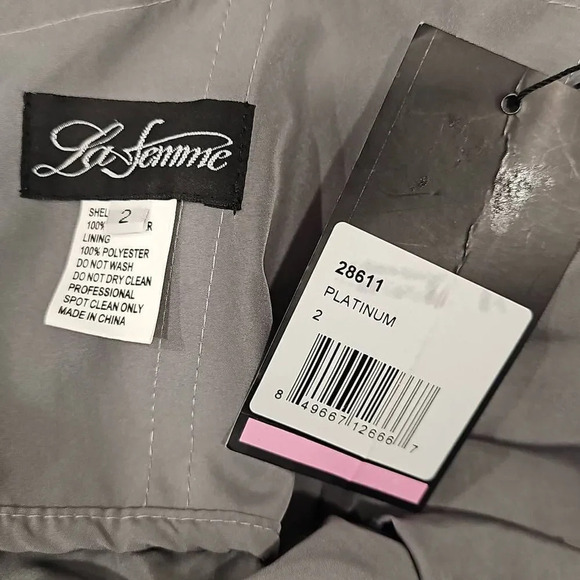 La Femme
2
SHEL
100% R
LINING
100% POLYESTER
DO NOT WASH
DO NOT DRY CLEAN
PROFESSIONAL
SPOT CLEAN ONLY
MADE IN CHINA
28611
PLATINUM
2
8 49667 12666 7